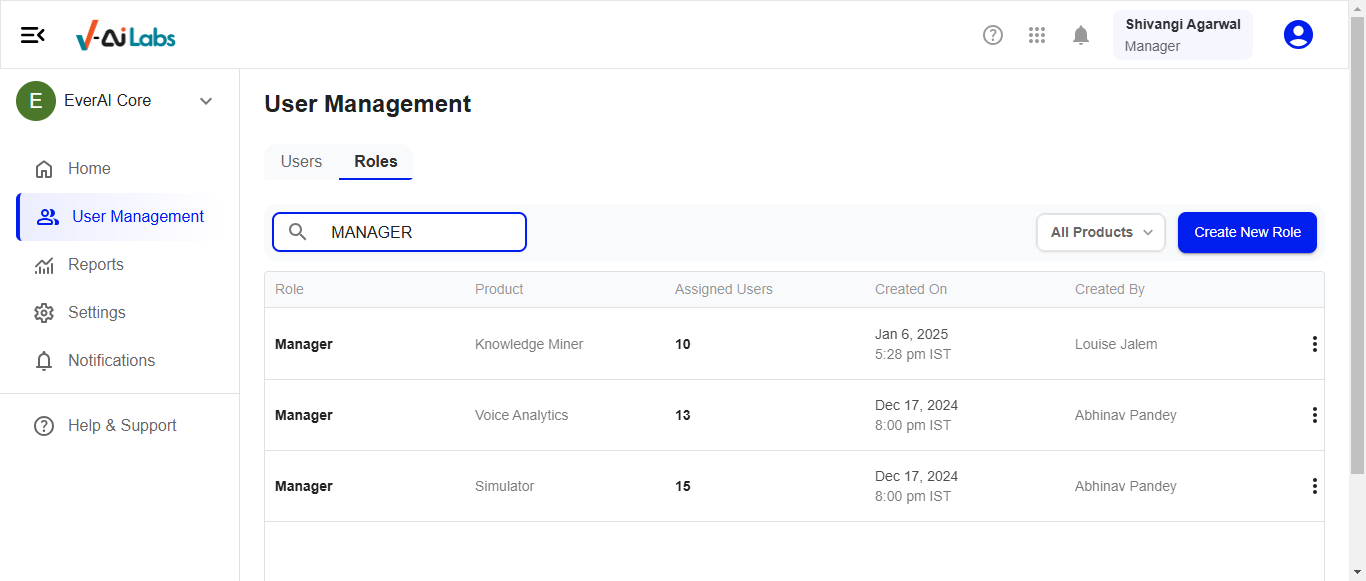 V-Ai Labs
Shivangi Agarwal
Manager
E EverAI Core
Home
User Management
Reports
Settings
Notifications
Help & Support
User Management
Users Roles
MANAGER All Products Create New Role
Role Product Assigned Users Created On Created By
Manager Knowledge Miner 10 Jan 6, 2025 5:28 pm IST Louise Jalem
Manager Voice Analytics 13 Dec 17, 2024 8:00 pm IST Abhinav Pandey
Manager Simulator 15 Dec 17, 2024 8:00 pm IST Abhinav Pandey